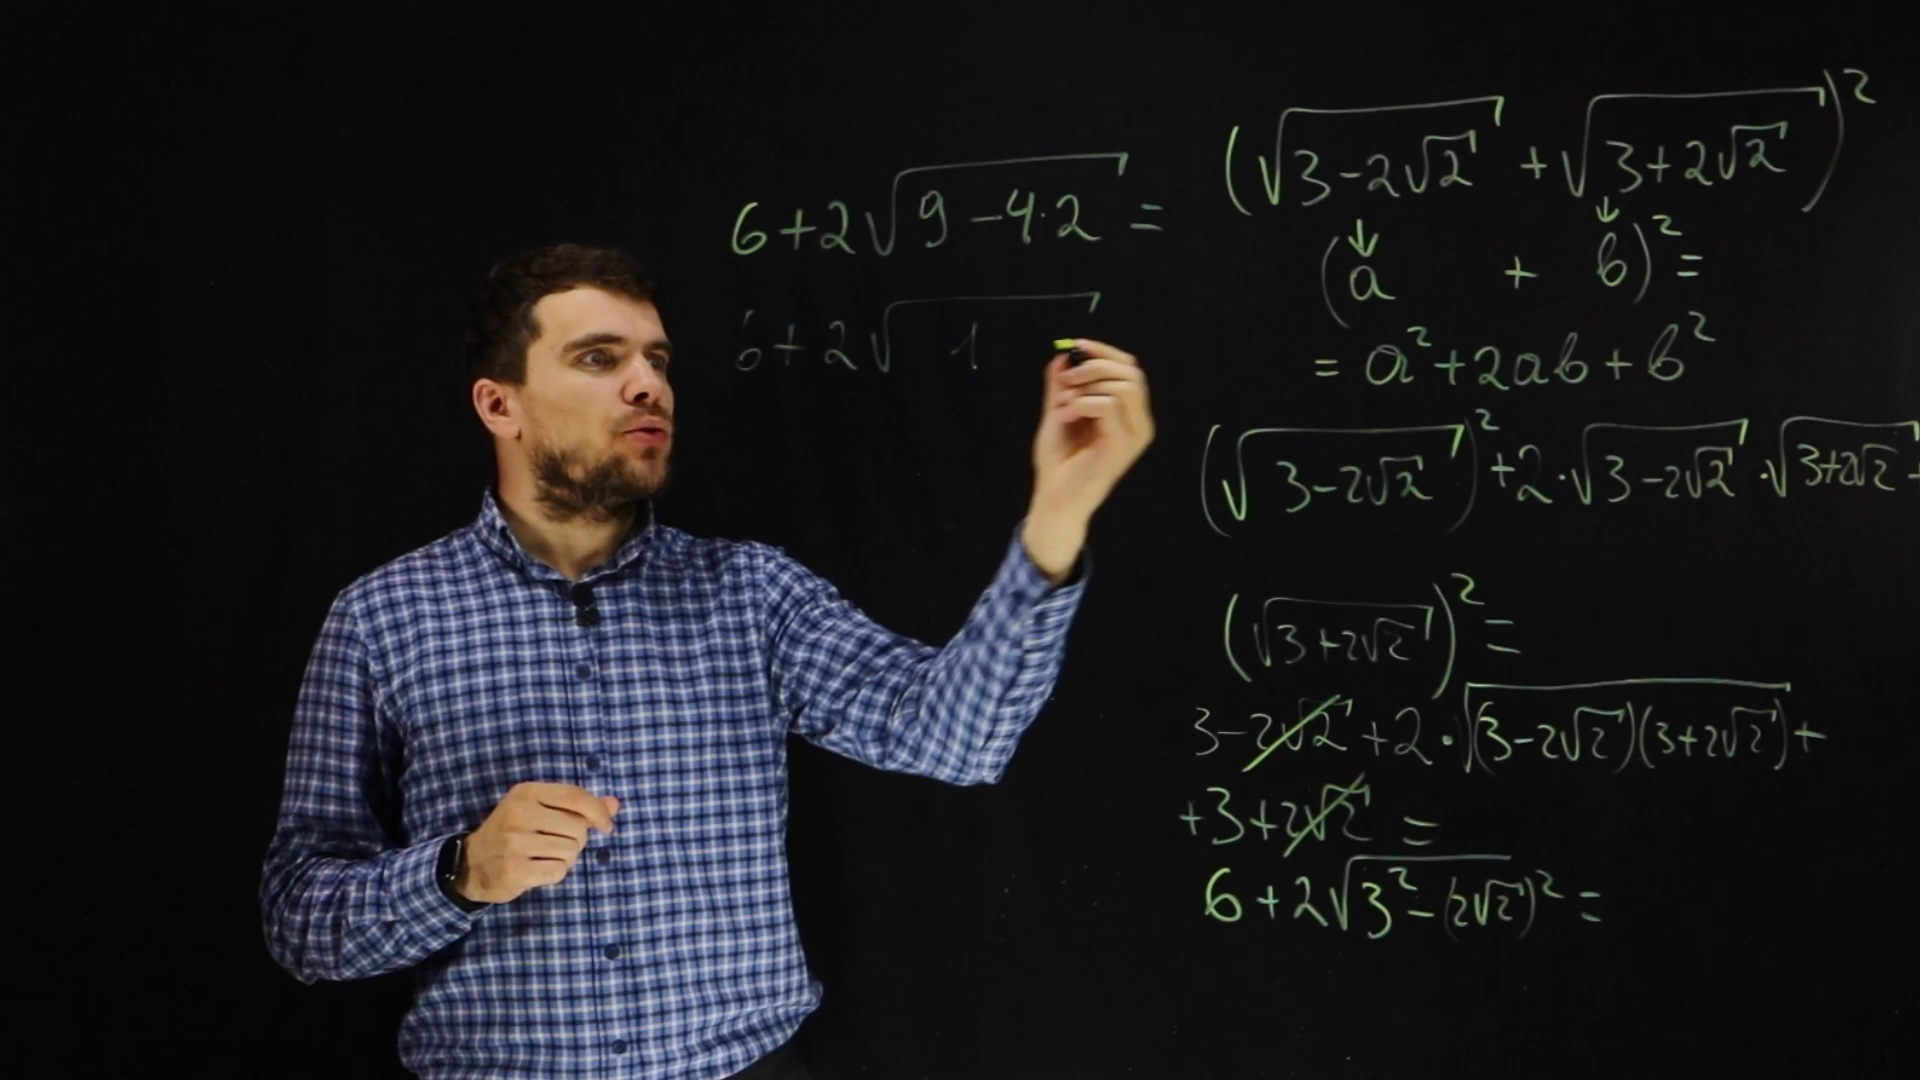 (√(3-2√2) + √(3+2√2))²
(a + b)² =
= a² + 2ab + b²
(√(3-2√2))² + 2·√(3-2√2)·√(3+2√2) +
(√(3+2√2))² =
3-2√2 + 2·√((3-2√2)(3+2√2)) +
+3+2√2 =
6+2√(3²-(2√2)²) =
6+2√(9-4·2) =
6+2√1